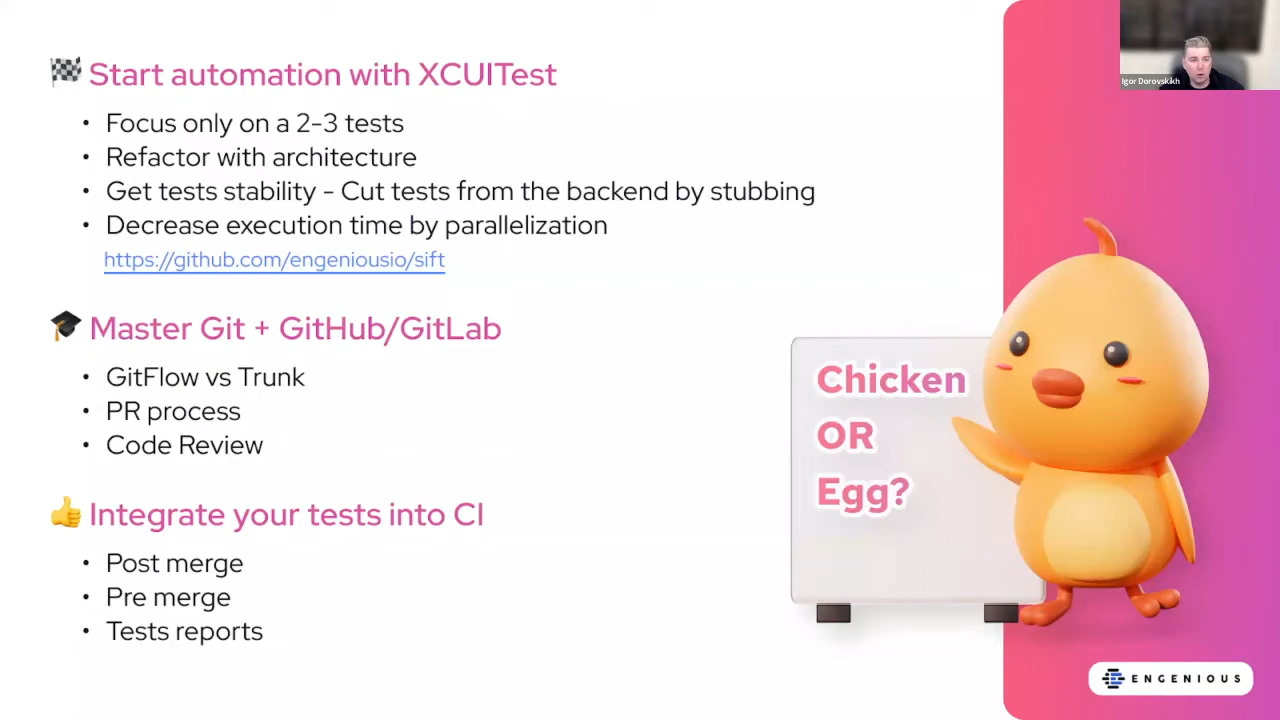 Start automation with XCUITest
• Focus only on a 2-3 tests
• Refactor with architecture
• Get tests stability - Cut tests from the backend by stubbing
• Decrease execution time by parallelization
https://github.com/engeniousio/sift
Master Git + GitHub/GitLab
• GitFlow vs Trunk
• PR process
• Code Review
Integrate your tests into CI
• Post merge
• Pre merge
• Tests reports
Chicken
OR
Egg?
Igor Dorovskikh
ENGENIOUS